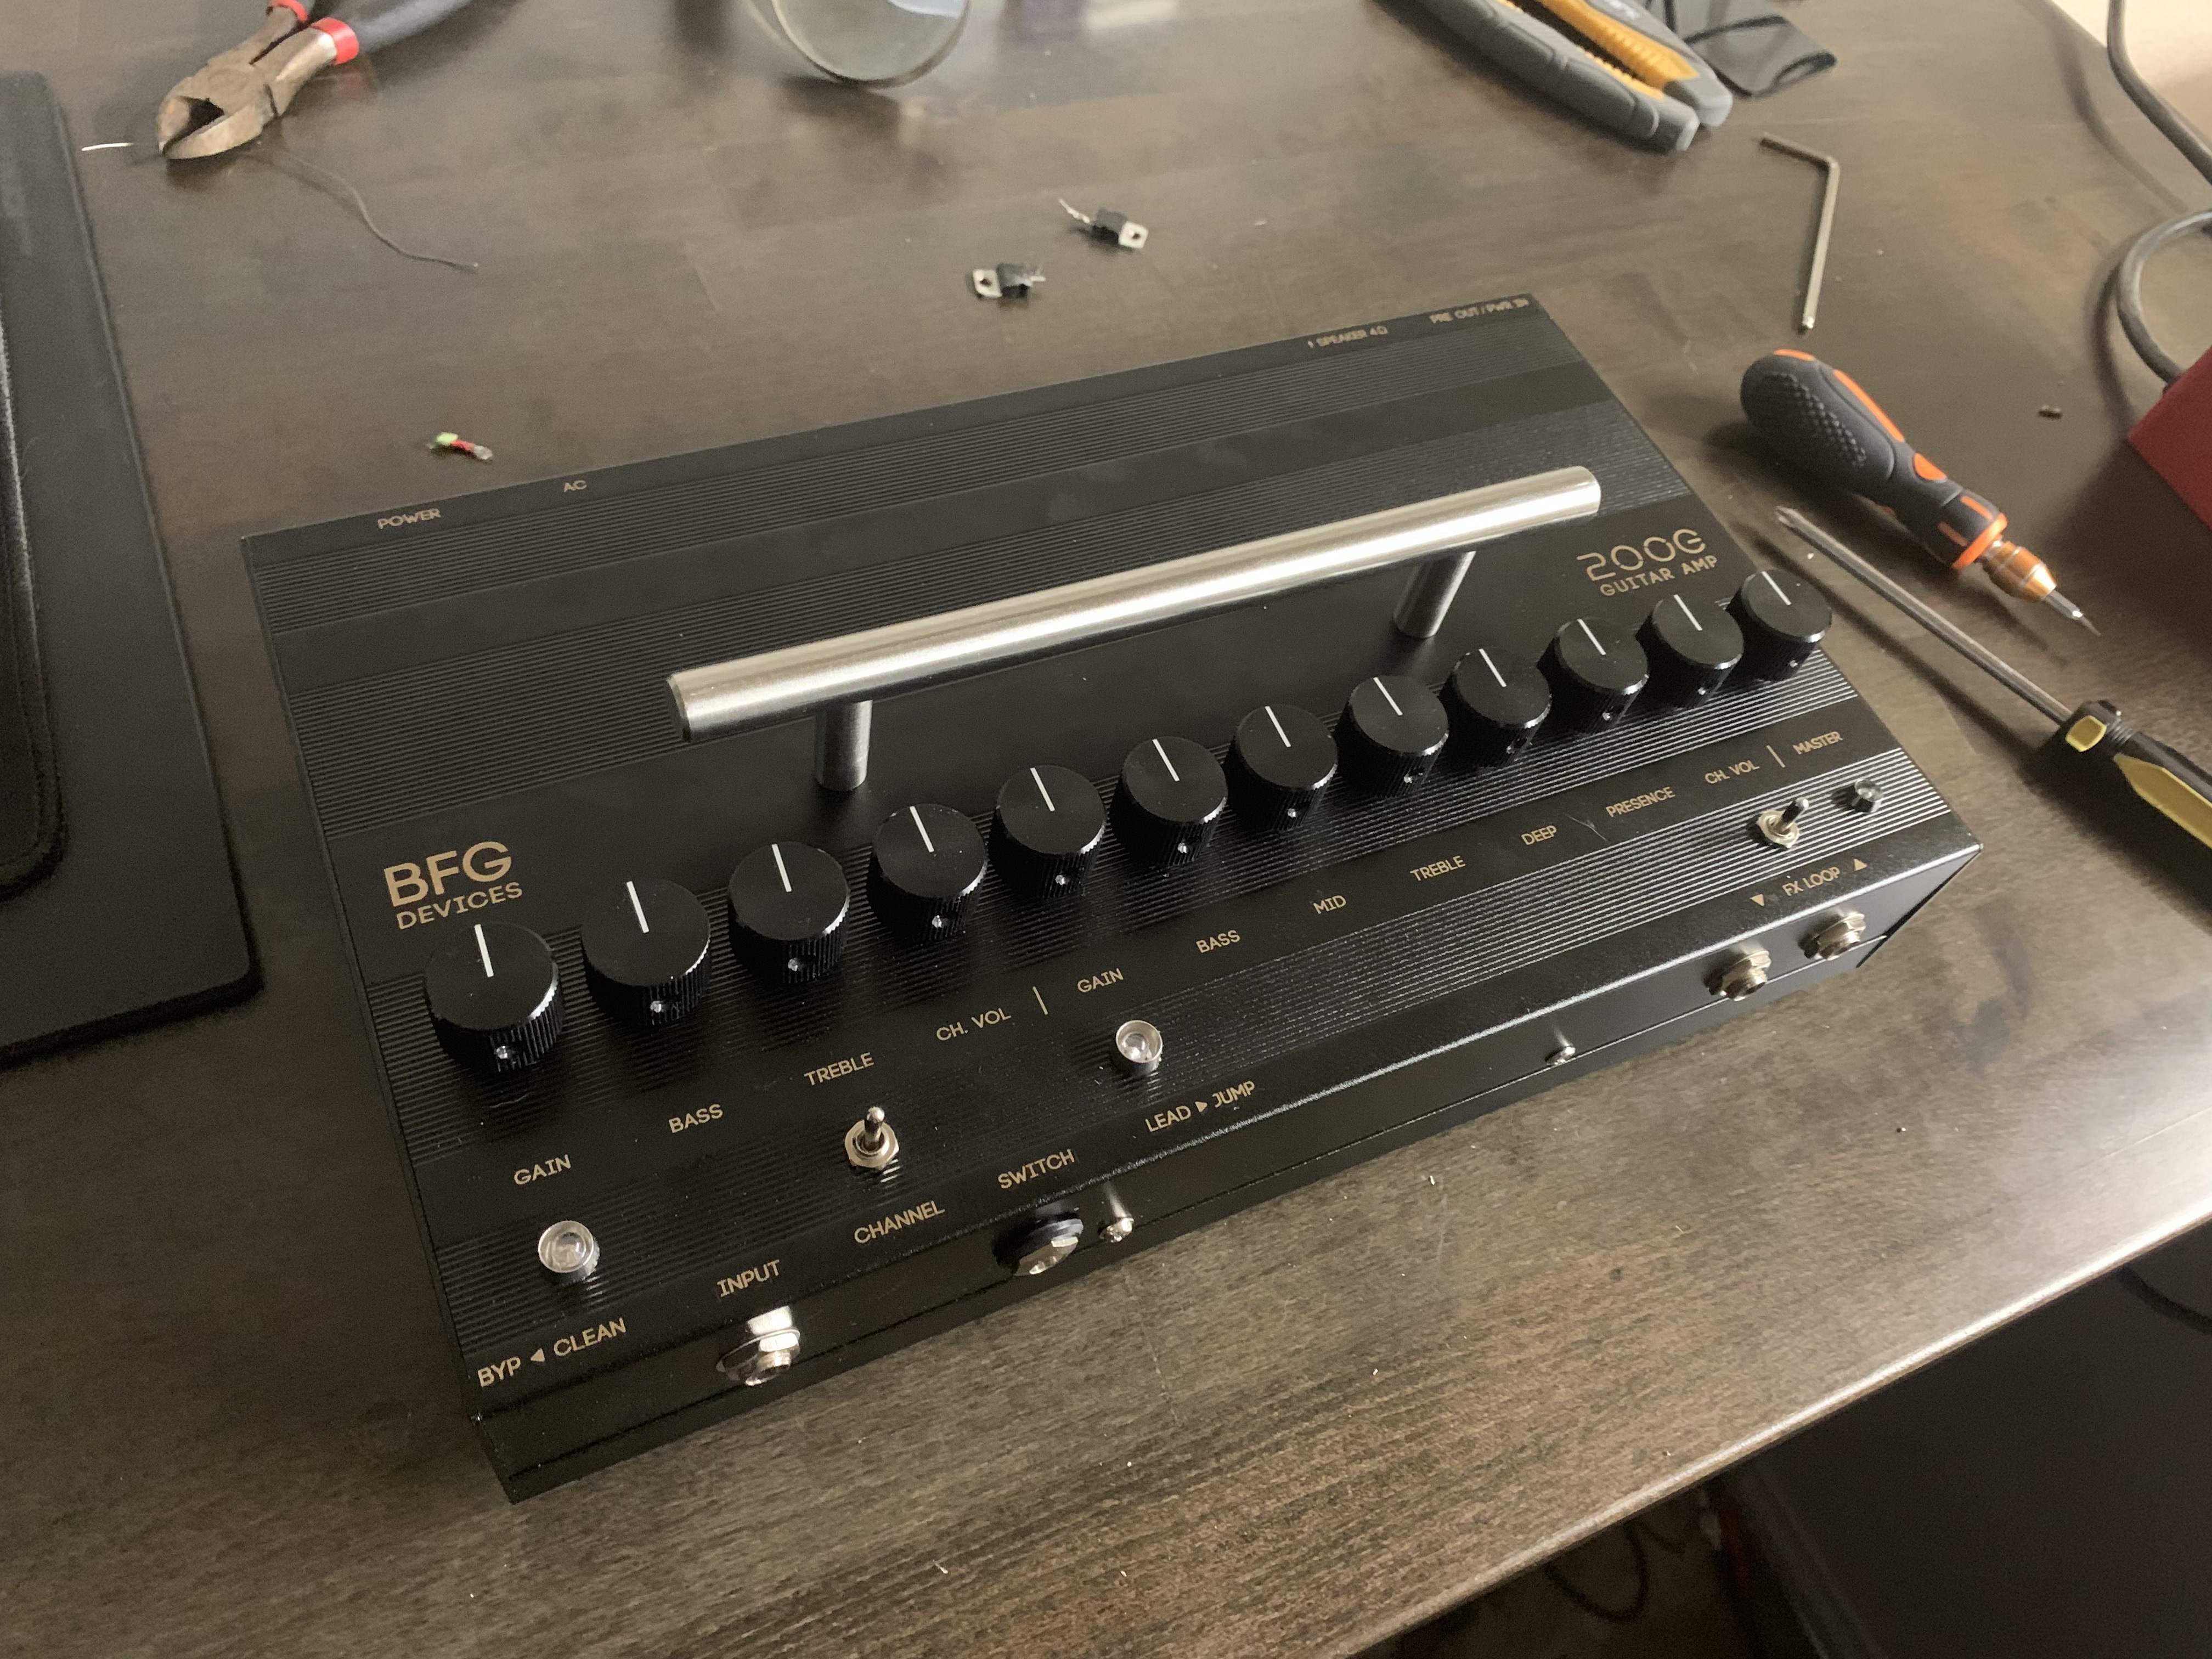 POWER
AC
SPEAKER 4Ω
PRE OUT / PWR IN
200G
GUITAR AMP
BFG
DEVICES
GAIN
BASS
TREBLE
CH. VOL | GAIN
BASS
MID
TREBLE
DEEP
PRESENCE
CH. VOL | MASTER
BYP ◀ CLEAN
INPUT
CHANNEL
SWITCH
LEAD ▶ JUMP
▼ FX LOOP ▲